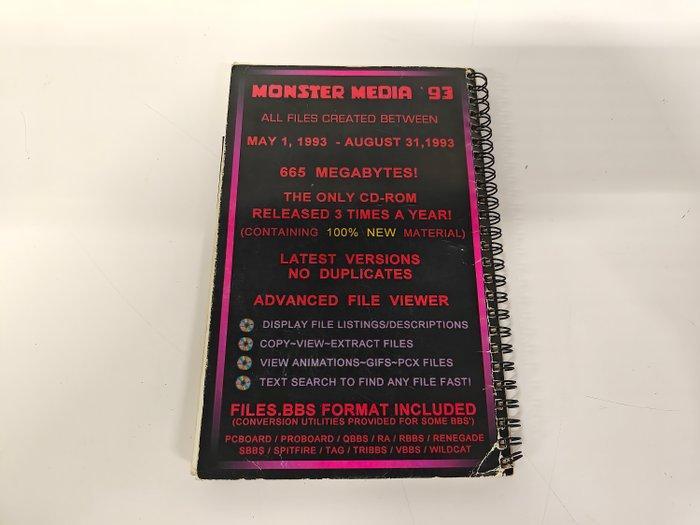 MONSTER MEDIA '93
ALL FILES CREATED BETWEEN
MAY 1, 1993 - AUGUST 31,1993
665 MEGABYTES!
THE ONLY CD-ROM
RELEASED 3 TIMES A YEAR!
(CONTAINING 100% NEW MATERIAL)
LATEST VERSIONS
NO DUPLICATES
ADVANCED FILE VIEWER
DISPLAY FILE LISTINGS/DESCRIPTIONS
COPY~VIEW~EXTRACT FILES
VIEW ANIMATIONS~GIFS~PCX FILES
TEXT SEARCH TO FIND ANY FILE FAST!
FILES.BBS FORMAT INCLUDED
(CONVERSION UTILITIES PROVIDED FOR SOME BBS')
PCBOARD / PROBOARD / QBBS / RA / RBBS / RENEGADE
SBBS / SPITFIRE / TAG / TRIBBS / VBBS / WILDCAT